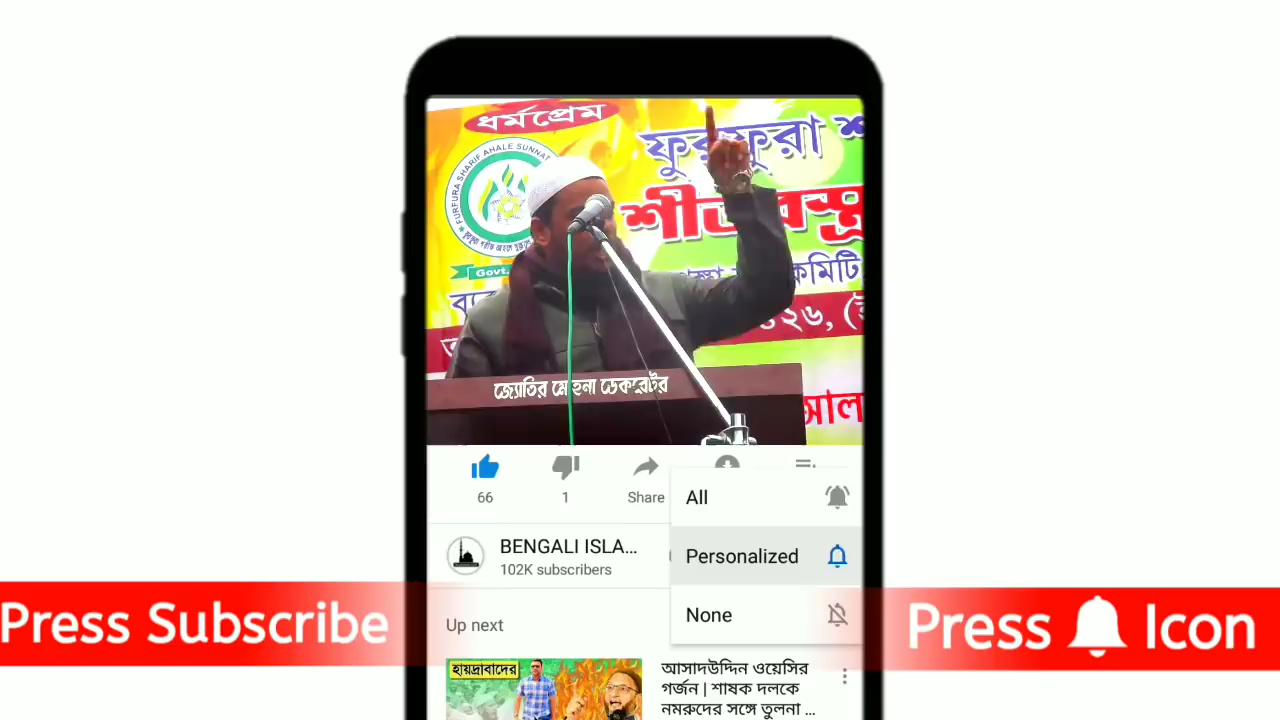 ধর্মপ্রেম
ফুরফুরা
FURFURA SHARIF AHALE SUNNAT
Govt.
কমিটি
জ্যোতির মোহনা ডেকরেটর
66
1
Share
All
BENGALI ISLA...
102K subscribers
Personalized
None
Press Subscribe
Press Icon
Up next
হায়দ্রাবাদের
আসাদউদ্দিন ওয়েসির
গর্জন | শাষক দলকে
নমরুদের সঙ্গে তুলনা ...